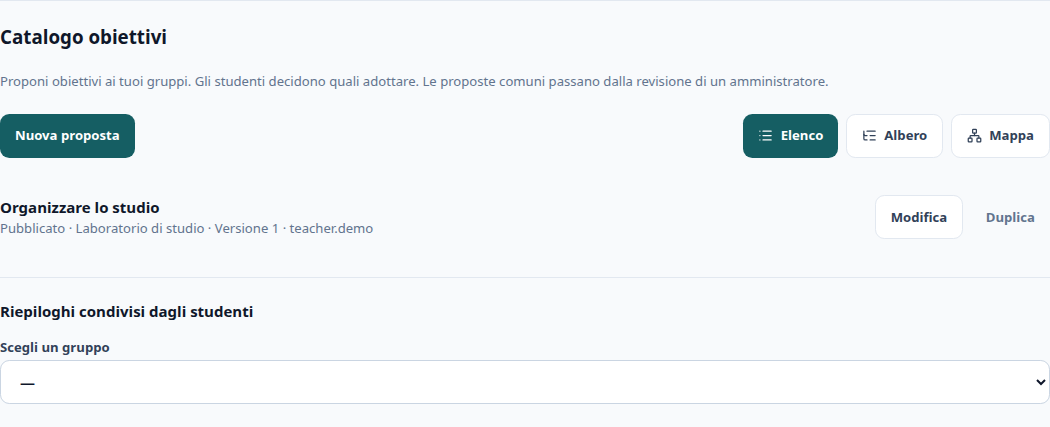 Catalogo obiettivi
Proponi obiettivi ai tuoi gruppi. Gli studenti decidono quali adottare. Le proposte comuni passano dalla revisione di un amministratore.
Nuova proposta
Elenco
Albero
Mappa
Organizzare lo studio
Pubblicato · Laboratorio di studio · Versione 1 · teacher.demo
Modifica
Duplica
Riepiloghi condivisi dagli studenti
Scegli un gruppo
—